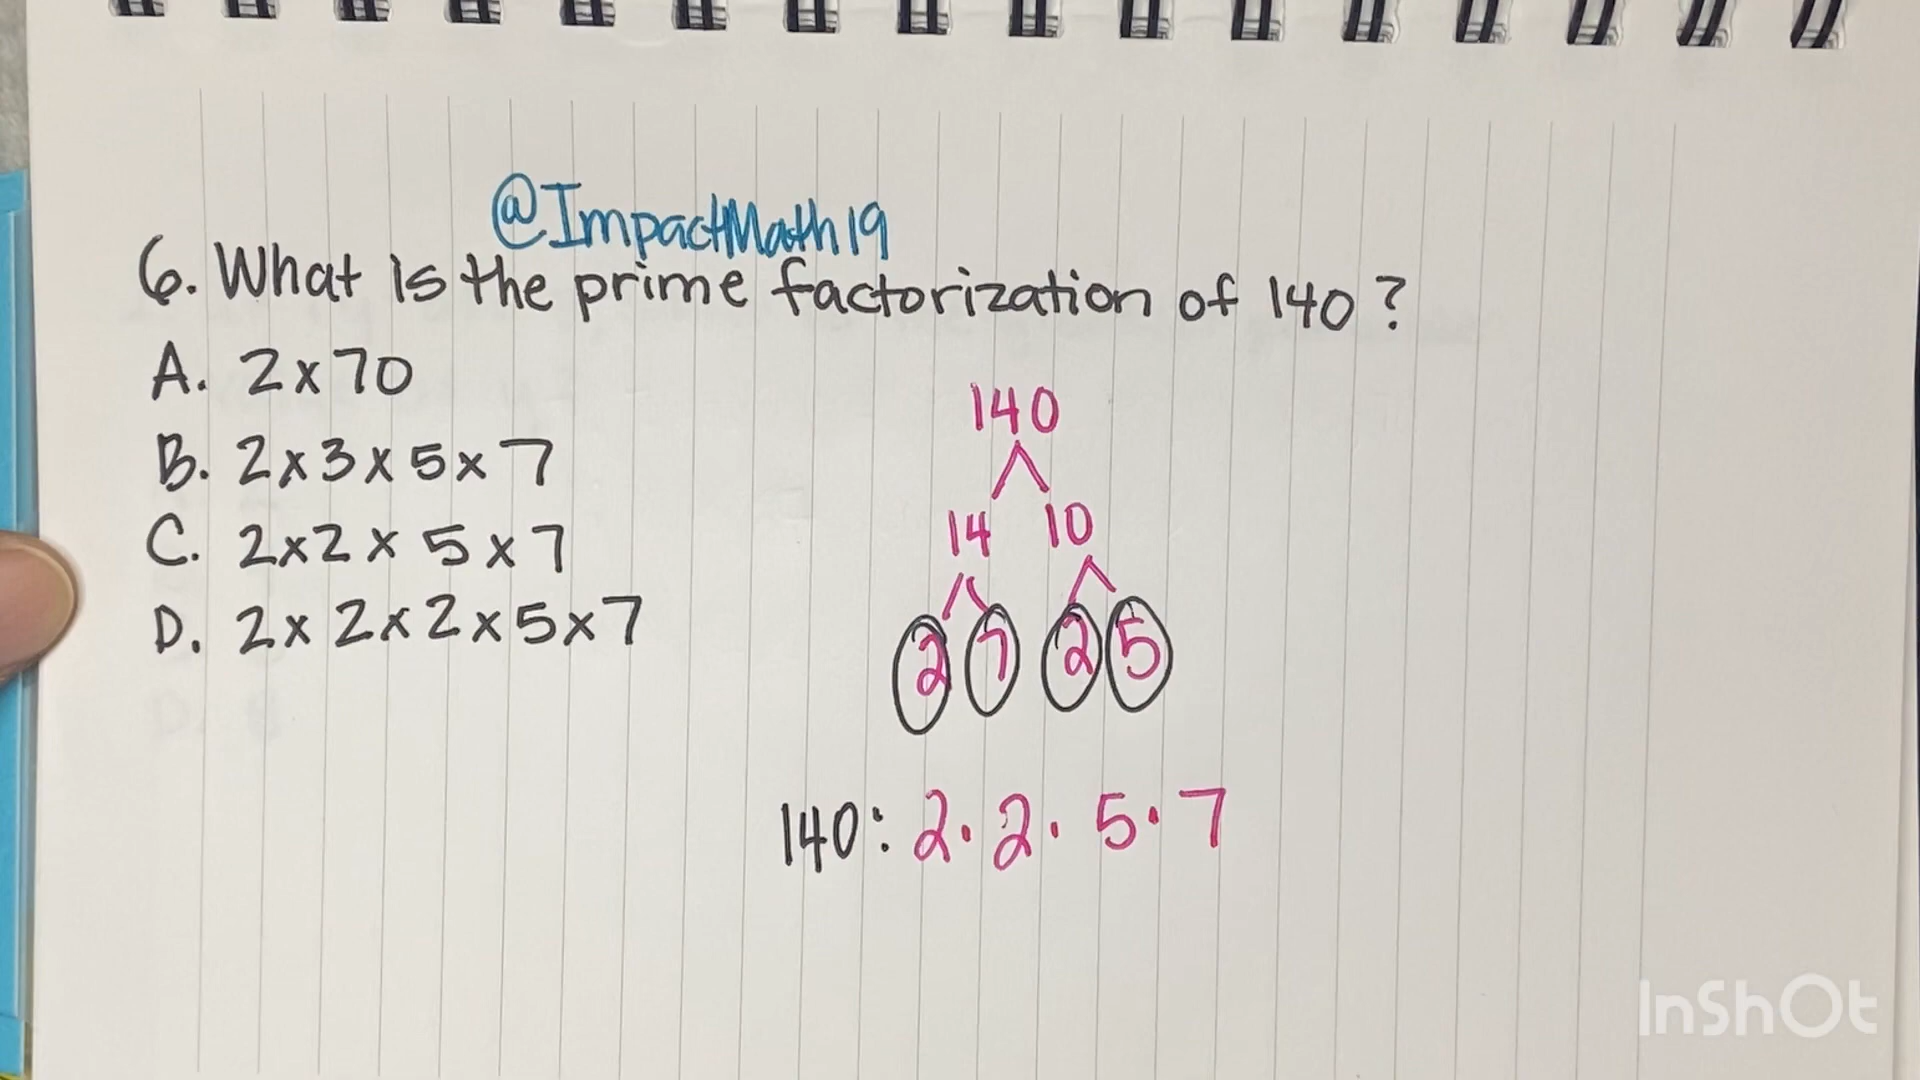 @ImpactMath19
6. What is the prime factorization of 140?
A. 2x70
B. 2x3x5x7
C. 2x2x5x7
D. 2x2x2x5x7
140
14 10
2 7 2 5
140: 2·2·5·7
InShOt